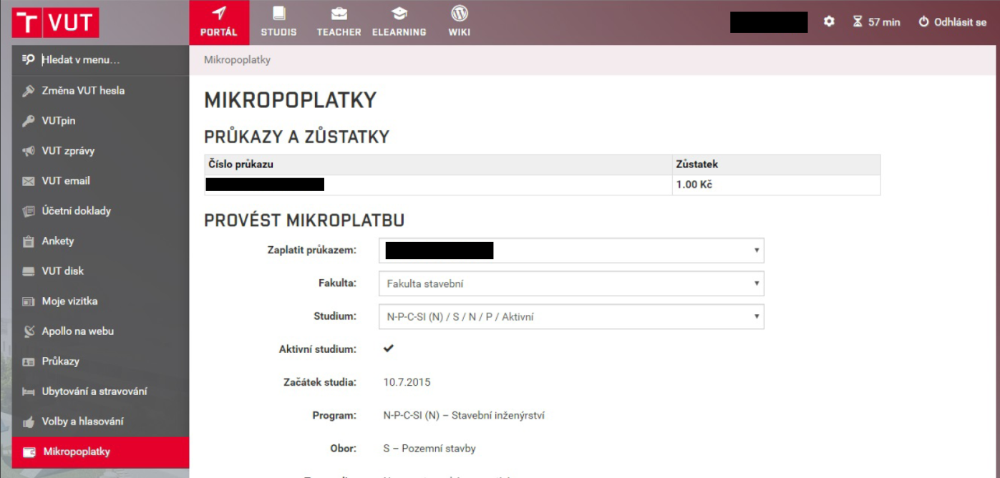 VUT
PORTÁL
STUDIS
TEACHER
ELEARNING
WIKI
57 min
Odhlásit se
Hledat v menu...
Změna VUT hesla
VUTpin
VUT zprávy
VUT email
Účetní doklady
Ankety
VUT disk
Moje vizitka
Apollo na webu
Průkazy
Ubytování a stravování
Volby a hlasování
Mikropoplatky
Mikropoplatky
MIKROPOPLATKY
PRŮKAZY A ZŮSTATKY
Číslo průkazu Zůstatek
1.00 Kč
PROVÉST MIKROPLATBU
Zaplatit průkazem:
Fakulta: Fakulta stavební
Studium: N-P-C-SI (N) / S / N / P / Aktivní
Aktivní studium: ✔
Začátek studia: 10.7.2015
Program: N-P-C-SI (N) – Stavební inženýrství
Obor: S – Pozemní stavby